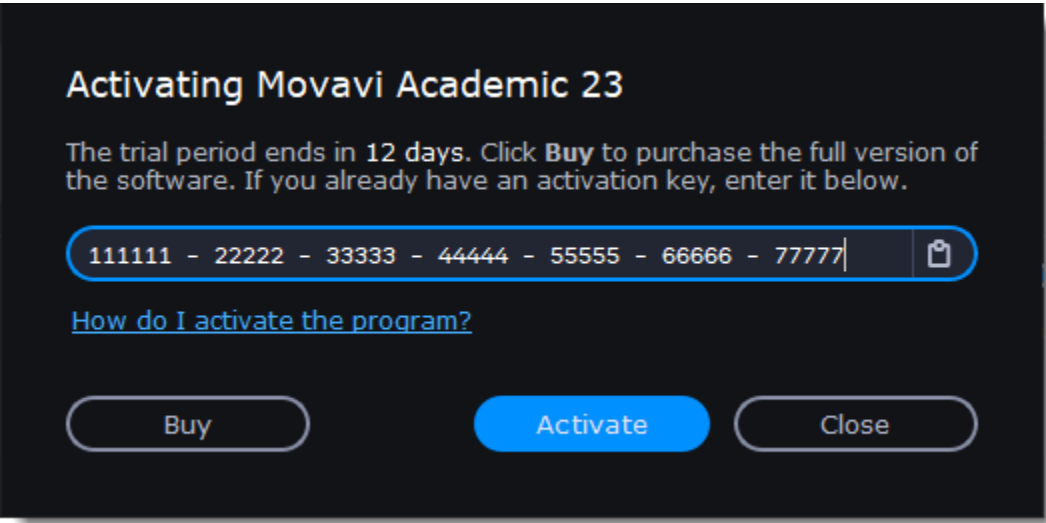 Activating Movavi Academic 23
The trial period ends in 12 days. Click Buy to purchase the full version of
the software. If you already have an activation key, enter it below.
111111 - 22222 - 33333 - 44444 - 55555 - 66666 - 77777
How do I activate the program?
Buy Activate Close